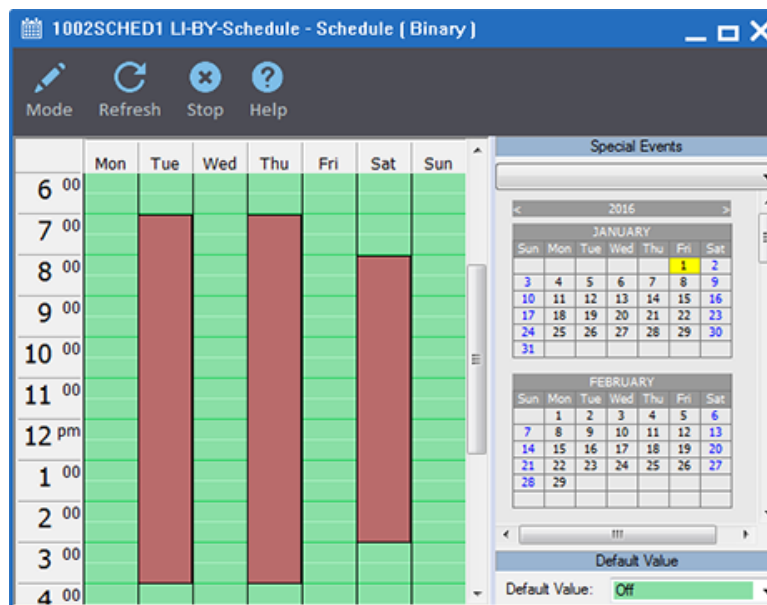 1002SCHED1 LI-BY-Schedule - Schedule ( Binary )
Mode Refresh Stop Help
Mon Tue Wed Thu Fri Sat Sun
6 00
7 00
8 00
9 00
10 00
11 00
12 pm
1 00
2 00
3 00
4 00
Special Events
< 2016 >
JANUARY
Sun Mon Tue Wed Thu Fri Sat
1 2
3 4 5 6 7 8 9
10 11 12 13 14 15 16
17 18 19 20 21 22 23
24 25 26 27 28 29 30
31
FEBRUARY
Sun Mon Tue Wed Thu Fri Sat
1 2 3 4 5 6
7 8 9 10 11 12 13
14 15 16 17 18 19 20
21 22 23 24 25 26 27
28 29
Default Value
Default Value: Off